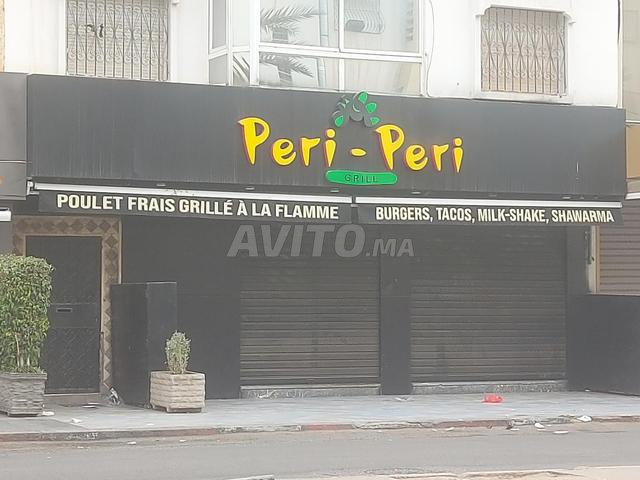 Peri-Peri
GRILL
POULET FRAIS GRILLÉ À LA FLAMME
BURGERS, TACOS, MILK-SHAKE, SHAWARMA
AVITO.MA